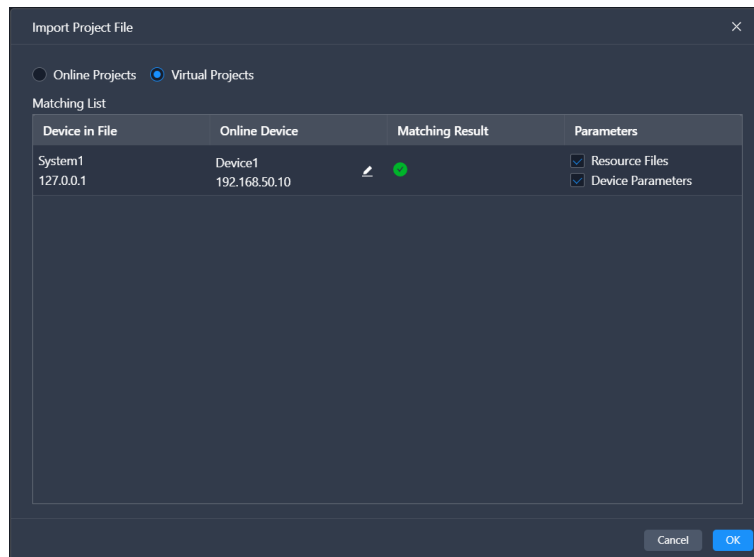 Import Project File
Online Projects Virtual Projects
Matching List
Device in File Online Device Matching Result Parameters
System1 Device1 Resource Files
127.0.0.1 192.168.50.10 Device Parameters
Cancel OK